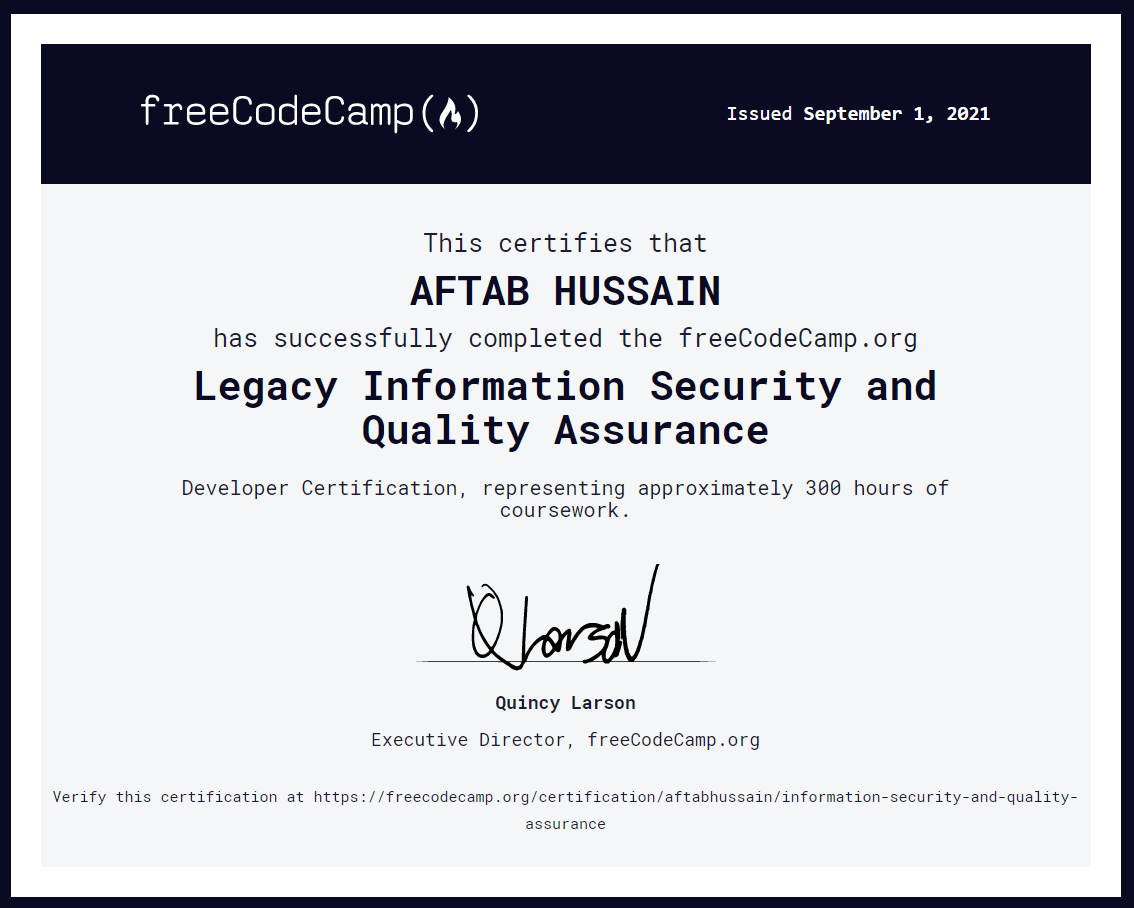 freeCodeCamp(🔥)
Issued September 1, 2021
This certifies that
AFTAB HUSSAIN
has successfully completed the freeCodeCamp.org
Legacy Information Security and
Quality Assurance
Developer Certification, representing approximately 300 hours of
coursework.
Q Larson
Quincy Larson
Executive Director, freeCodeCamp.org
Verify this certification at https://freecodecamp.org/certification/aftabhussain/information-security-and-quality-
assurance